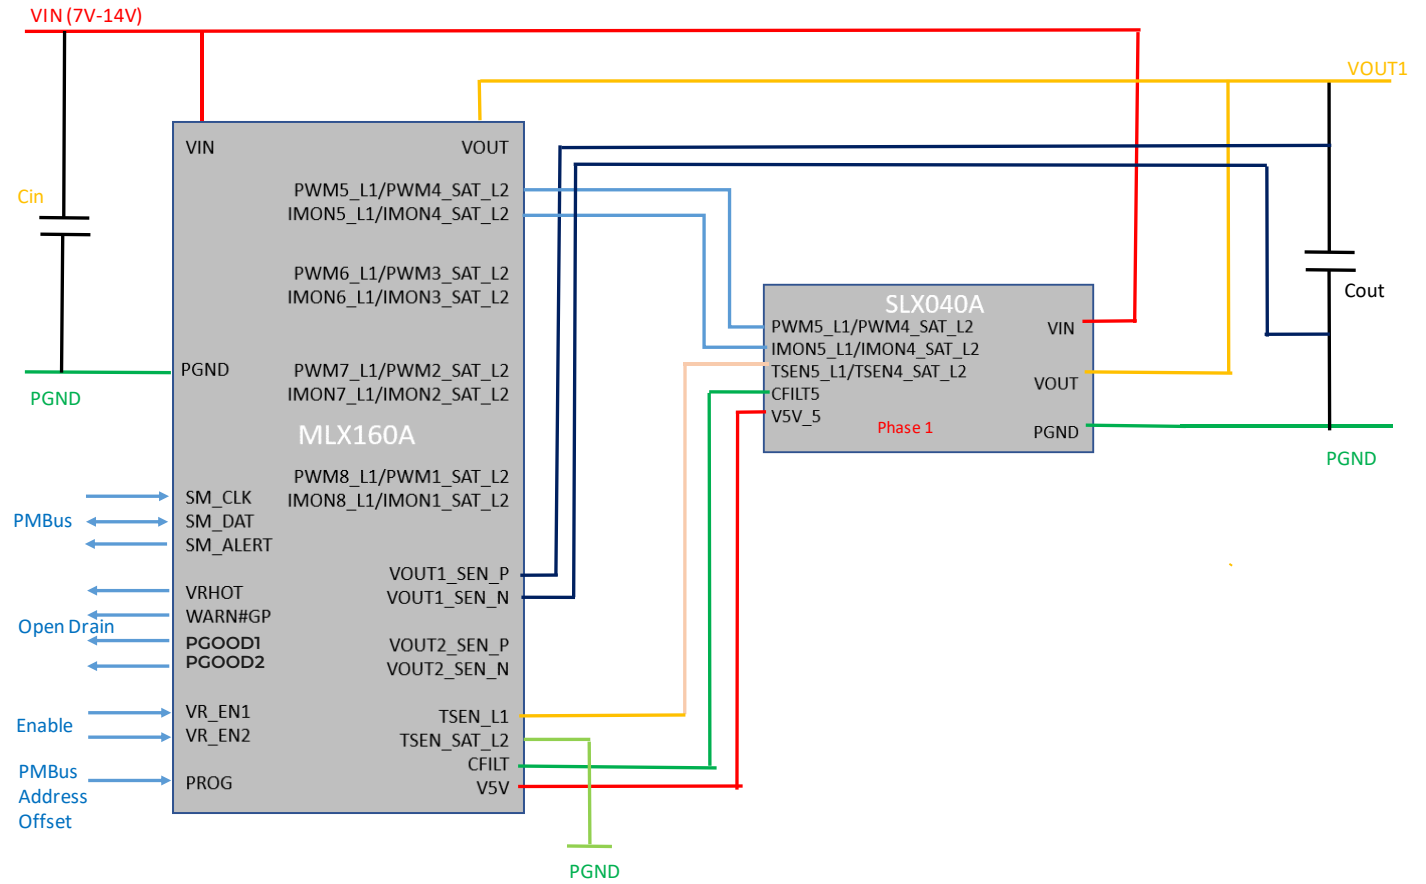 VIN (7V-14V)
VOUT1
VIN
VOUT
PWM5_L1/PWM4_SAT_L2
IMON5_L1/IMON4_SAT_L2
Cin
PWM6_L1/PWM3_SAT_L2
IMON6_L1/IMON3_SAT_L2
PGND
PGND
PWM7_L1/PWM2_SAT_L2
IMON7_L1/IMON2_SAT_L2
MLX160A
PWM8_L1/PWM1_SAT_L2
IMON8_L1/IMON1_SAT_L2
PMBus
SM_CLK
SM_DAT
SM_ALERT
VOUT1_SEN_P
VOUT1_SEN_N
Open Drain
VRHOT
WARN#GP
PGOOD1
PGOOD2
VOUT2_SEN_P
VOUT2_SEN_N
Enable
VR_EN1
VR_EN2
TSEN_L1
TSEN_SAT_L2
CFILT
V5V
PMBus
Address
Offset
PROG
PGND
SLX040A
PWM5_L1/PWM4_SAT_L2
IMON5_L1/IMON4_SAT_L2
TSEN5_L1/TSEN4_SAT_L2
CFILT5
V5V_5
Phase 1
VIN
VOUT
PGND
Cout
PGND